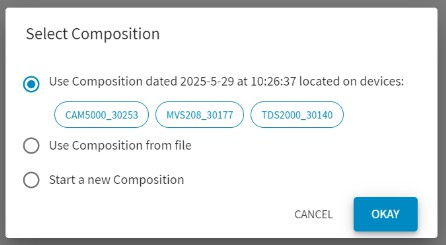 Select Composition
Use Composition dated 2025-5-29 at 10:26:37 located on devices:
CAM5000_30253 MVS208_30177 TDS2000_30140
Use Composition from file
Start a new Composition
CANCEL OKAY